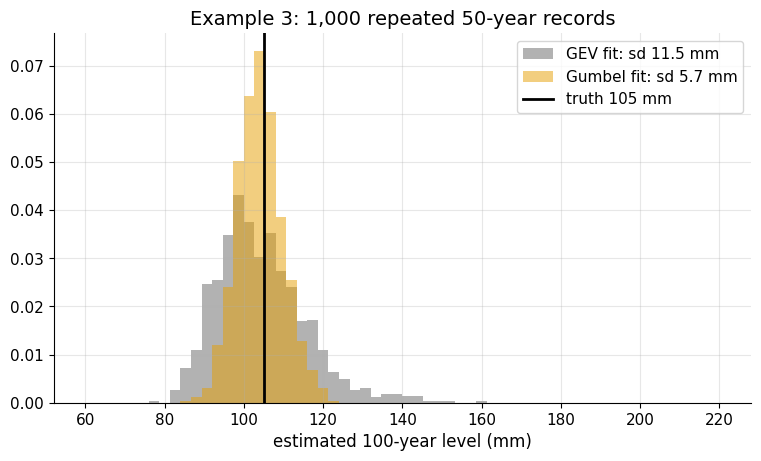 Example 3: 1,000 repeated 50-year records
GEV fit: sd 11.5 mm
Gumbel fit: sd 5.7 mm
truth 105 mm
0.07
0.06
0.05
0.04
0.03
0.02
0.01
0.00
60 80 100 120 140 160 180 200 220
estimated 100-year level (mm)